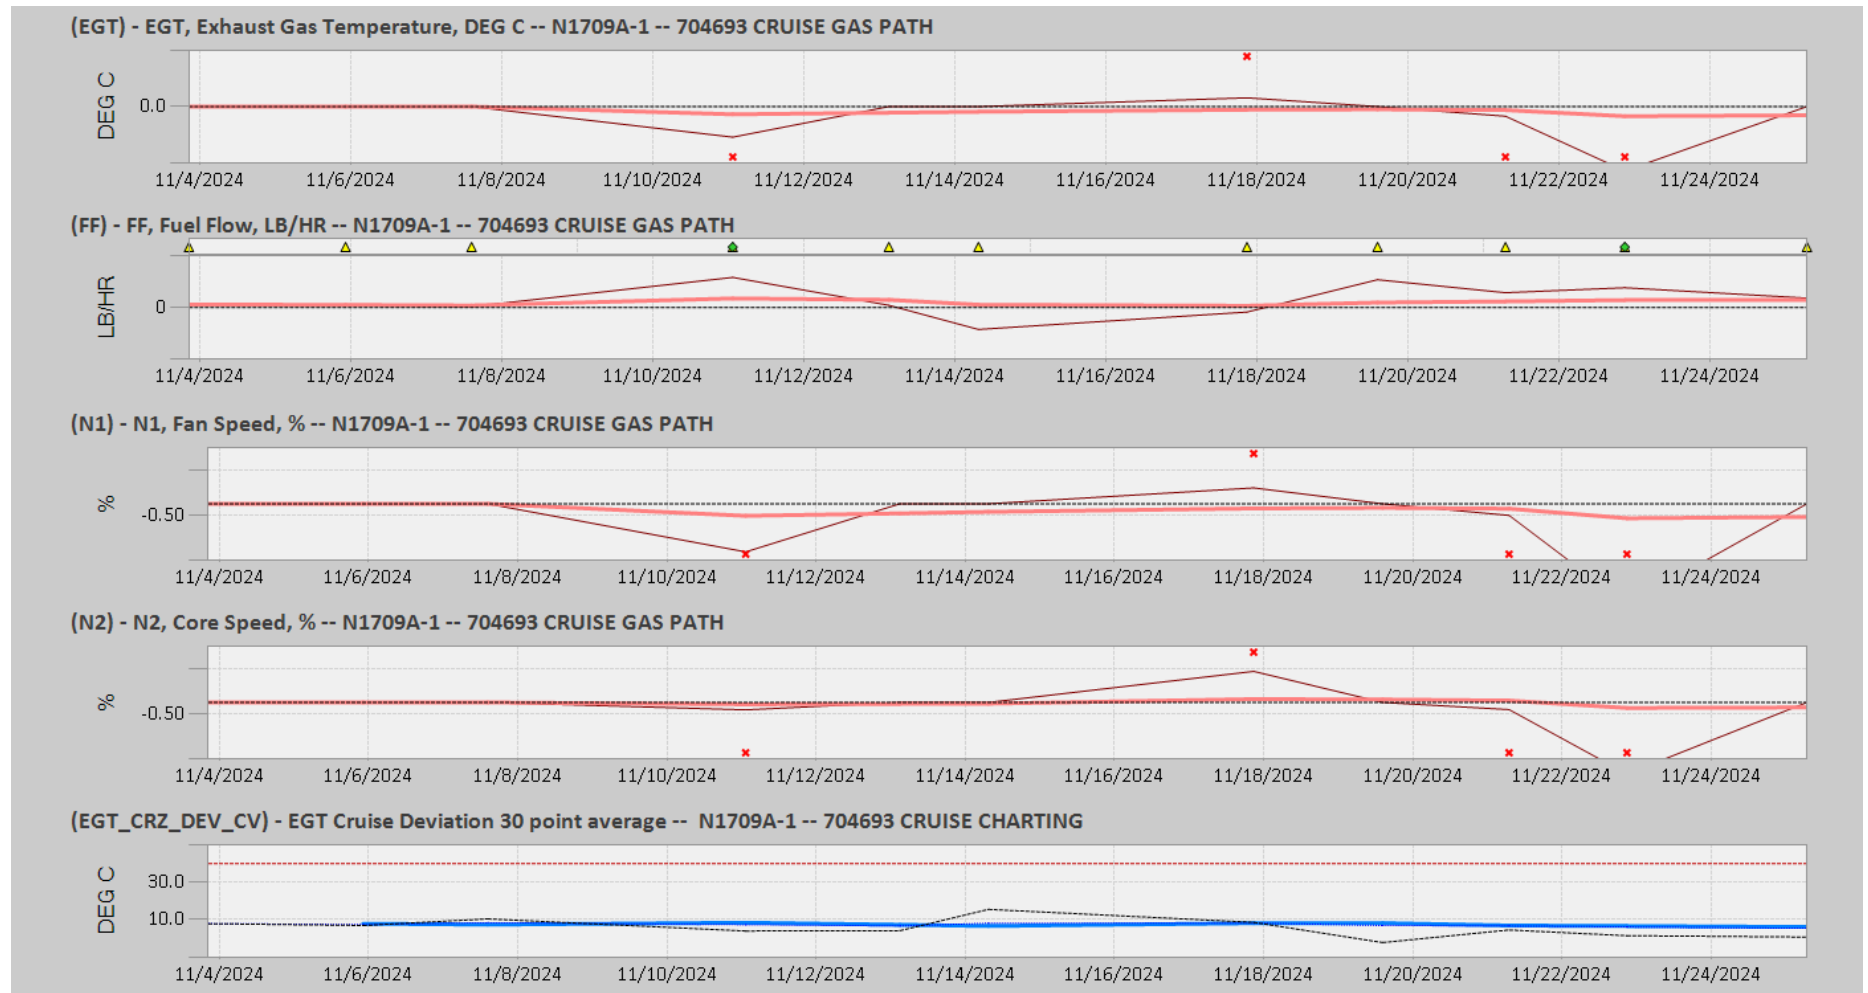 (EGT) - EGT, Exhaust Gas Temperature, DEG C -- N1709A-1 -- 704693 CRUISE GAS PATH
DEG C
0.0
11/4/2024 11/6/2024 11/8/2024 11/10/2024 11/12/2024 11/14/2024 11/16/2024 11/18/2024 11/20/2024 11/22/2024 11/24/2024
(FF) - FF, Fuel Flow, LB/HR -- N1709A-1 -- 704693 CRUISE GAS PATH
LB/HR
0
11/4/2024 11/6/2024 11/8/2024 11/10/2024 11/12/2024 11/14/2024 11/16/2024 11/18/2024 11/20/2024 11/22/2024 11/24/2024
(N1) - N1, Fan Speed, % -- N1709A-1 -- 704693 CRUISE GAS PATH
%
-0.50
11/4/2024 11/6/2024 11/8/2024 11/10/2024 11/12/2024 11/14/2024 11/16/2024 11/18/2024 11/20/2024 11/22/2024 11/24/2024
(N2) - N2, Core Speed, % -- N1709A-1 -- 704693 CRUISE GAS PATH
%
-0.50
11/4/2024 11/6/2024 11/8/2024 11/10/2024 11/12/2024 11/14/2024 11/16/2024 11/18/2024 11/20/2024 11/22/2024 11/24/2024
(EGT_CRZ_DEV_CV) - EGT Cruise Deviation 30 point average -- N1709A-1 -- 704693 CRUISE CHARTING
DEG C
30.0
10.0
11/4/2024 11/6/2024 11/8/2024 11/10/2024 11/12/2024 11/14/2024 11/16/2024 11/18/2024 11/20/2024 11/22/2024 11/24/2024